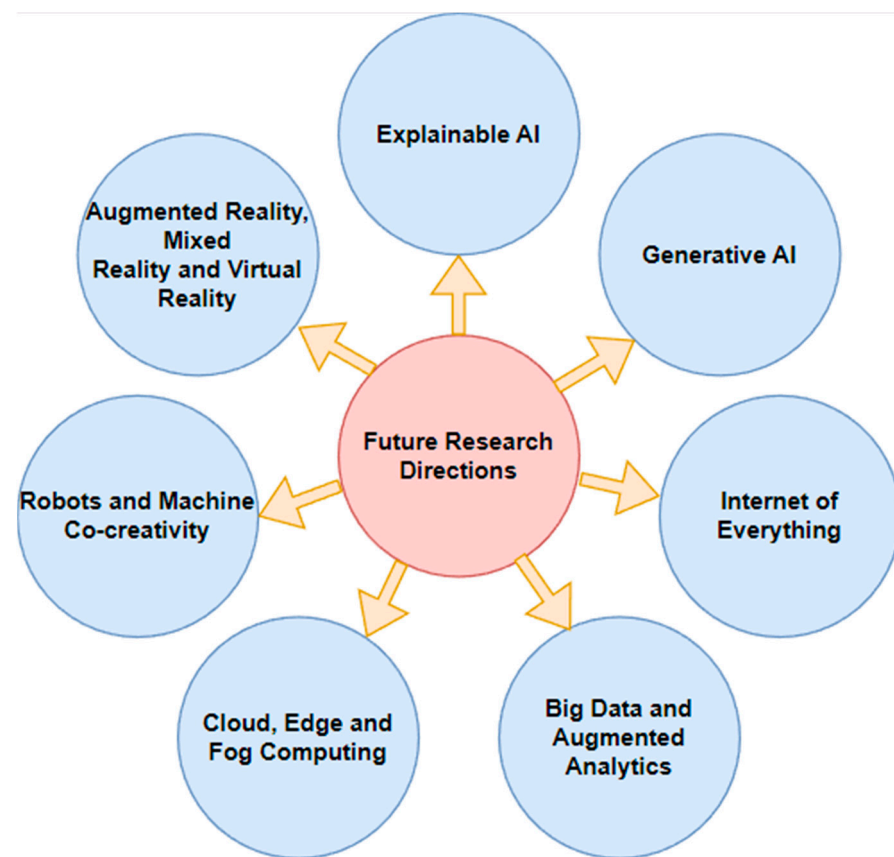 Explainable AI
Augmented Reality,
Mixed
Reality and Virtual
Reality
Generative AI
Future Research
Directions
Robots and Machine
Co-creativity
Internet of
Everything
Cloud, Edge and
Fog Computing
Big Data and
Augmented
Analytics